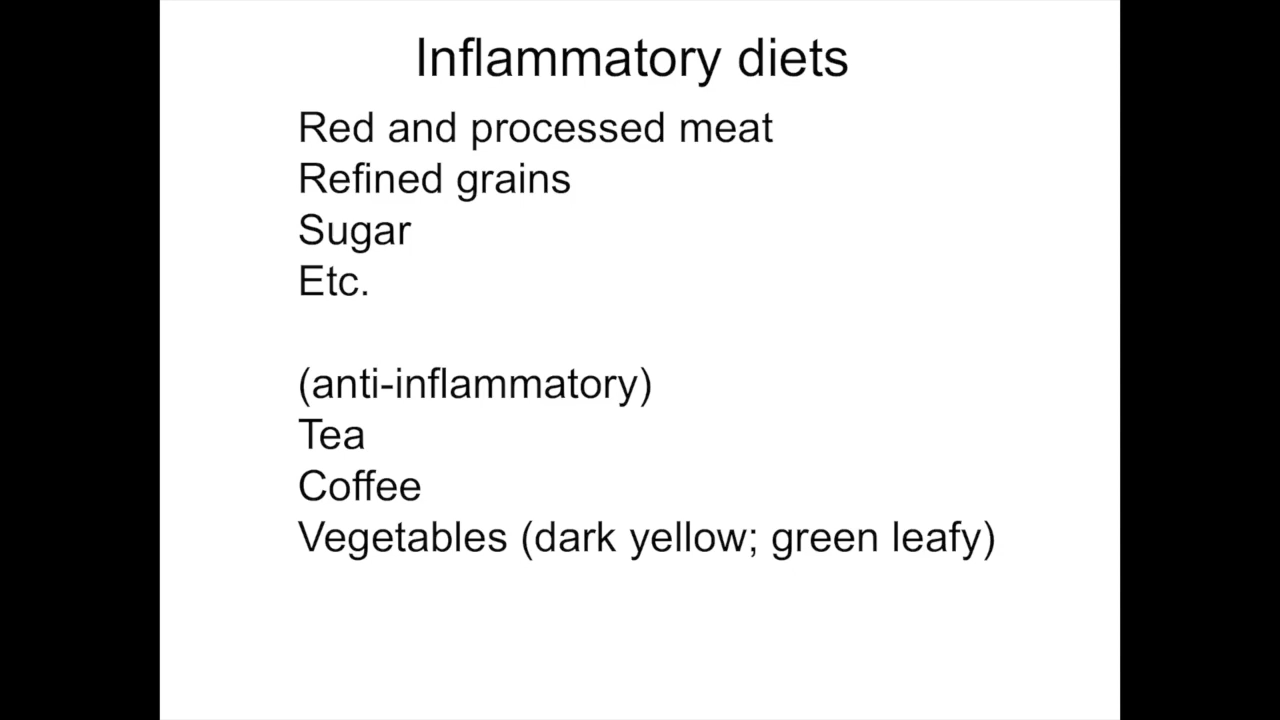 Inflammatory diets
Red and processed meat
Refined grains
Sugar
Etc.
(anti-inflammatory)
Tea
Coffee
Vegetables (dark yellow; green leafy)